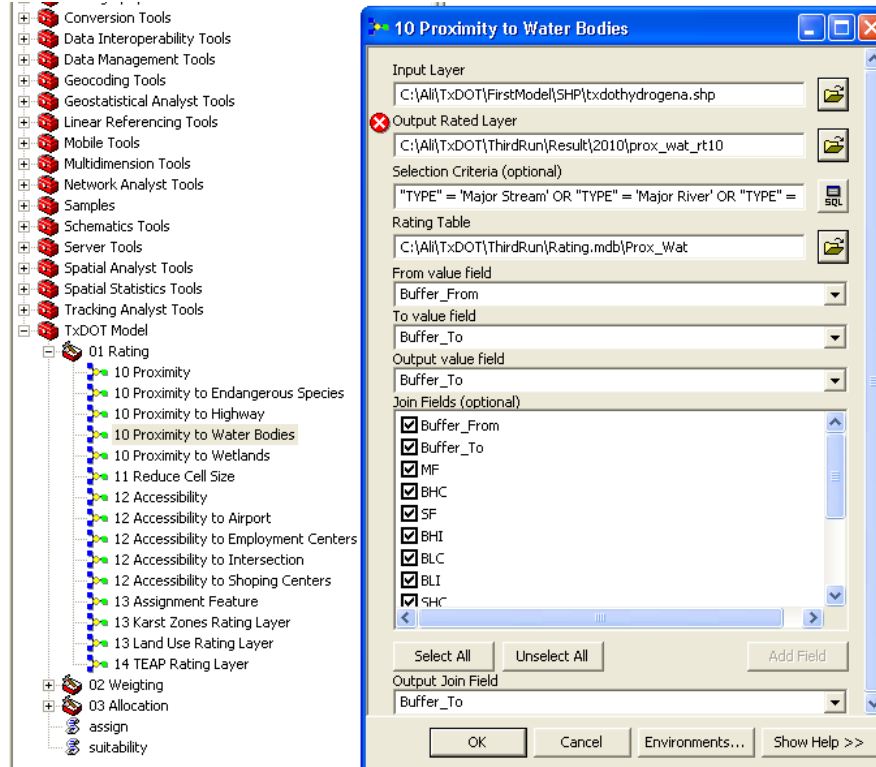 Conversion Tools
Data Interoperability Tools
Data Management Tools
Geocoding Tools
Geostatistical Analyst Tools
Linear Referencing Tools
Mobile Tools
Multidimension Tools
Network Analyst Tools
Samples
Schematics Tools
Server Tools
Spatial Analyst Tools
Spatial Statistics Tools
Tracking Analyst Tools
TxDOT Model
01 Rating
10 Proximity
10 Proximity to Endangerous Species
10 Proximity to Highway
10 Proximity to Water Bodies
10 Proximity to Wetlands
11 Reduce Cell Size
12 Accessibility
12 Accessibility to Airport
12 Accessibility to Employment Centers
12 Accessibility to Intersection
12 Accessibility to Shoping Centers
13 Assignment Feature
13 Karst Zones Rating Layer
13 Land Use Rating Layer
14 TEAP Rating Layer
02 Weigting
03 Allocation
assign
suitability
10 Proximity to Water Bodies
Input Layer
C:\Ali\TxDOT\FirstModel\SHP\txdothydrogena.shp
Output Rated Layer
C:\Ali\TxDOT\ThirdRun\Result\2010\prox_wat_rt10
Selection Criteria (optional)
"TYPE" = 'Major Stream' OR "TYPE" = 'Major River' OR "TYPE" =
SQL
Rating Table
C:\Ali\TxDOT\ThirdRun\Rating.mdb\Prox_Wat
From value field
Buffer_From
To value field
Buffer_To
Output value field
Buffer_To
Join Fields (optional)
Buffer_From
Buffer_To
MF
BHC
SF
BHI
BLC
BLI
SHC
Select All Unselect All Add Field
Output Join Field
Buffer_To
OK Cancel Environments... Show Help >>